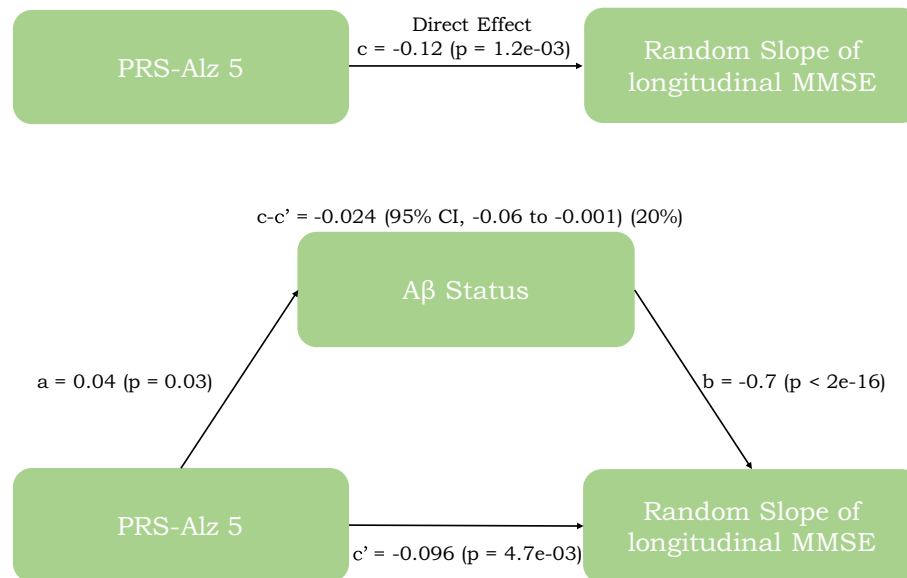 Direct Effect
c = -0.12 (p = 1.2e-03)
PRS-Alz 5
Random Slope of
longitudinal MMSE
c-c’ = -0.024 (95% CI, -0.06 to -0.001) (20%)
Aβ Status
a = 0.04 (p = 0.03)
b = -0.7 (p < 2e-16)
PRS-Alz 5
Random Slope of
longitudinal MMSE
c’ = -0.096 (p = 4.7e-03)